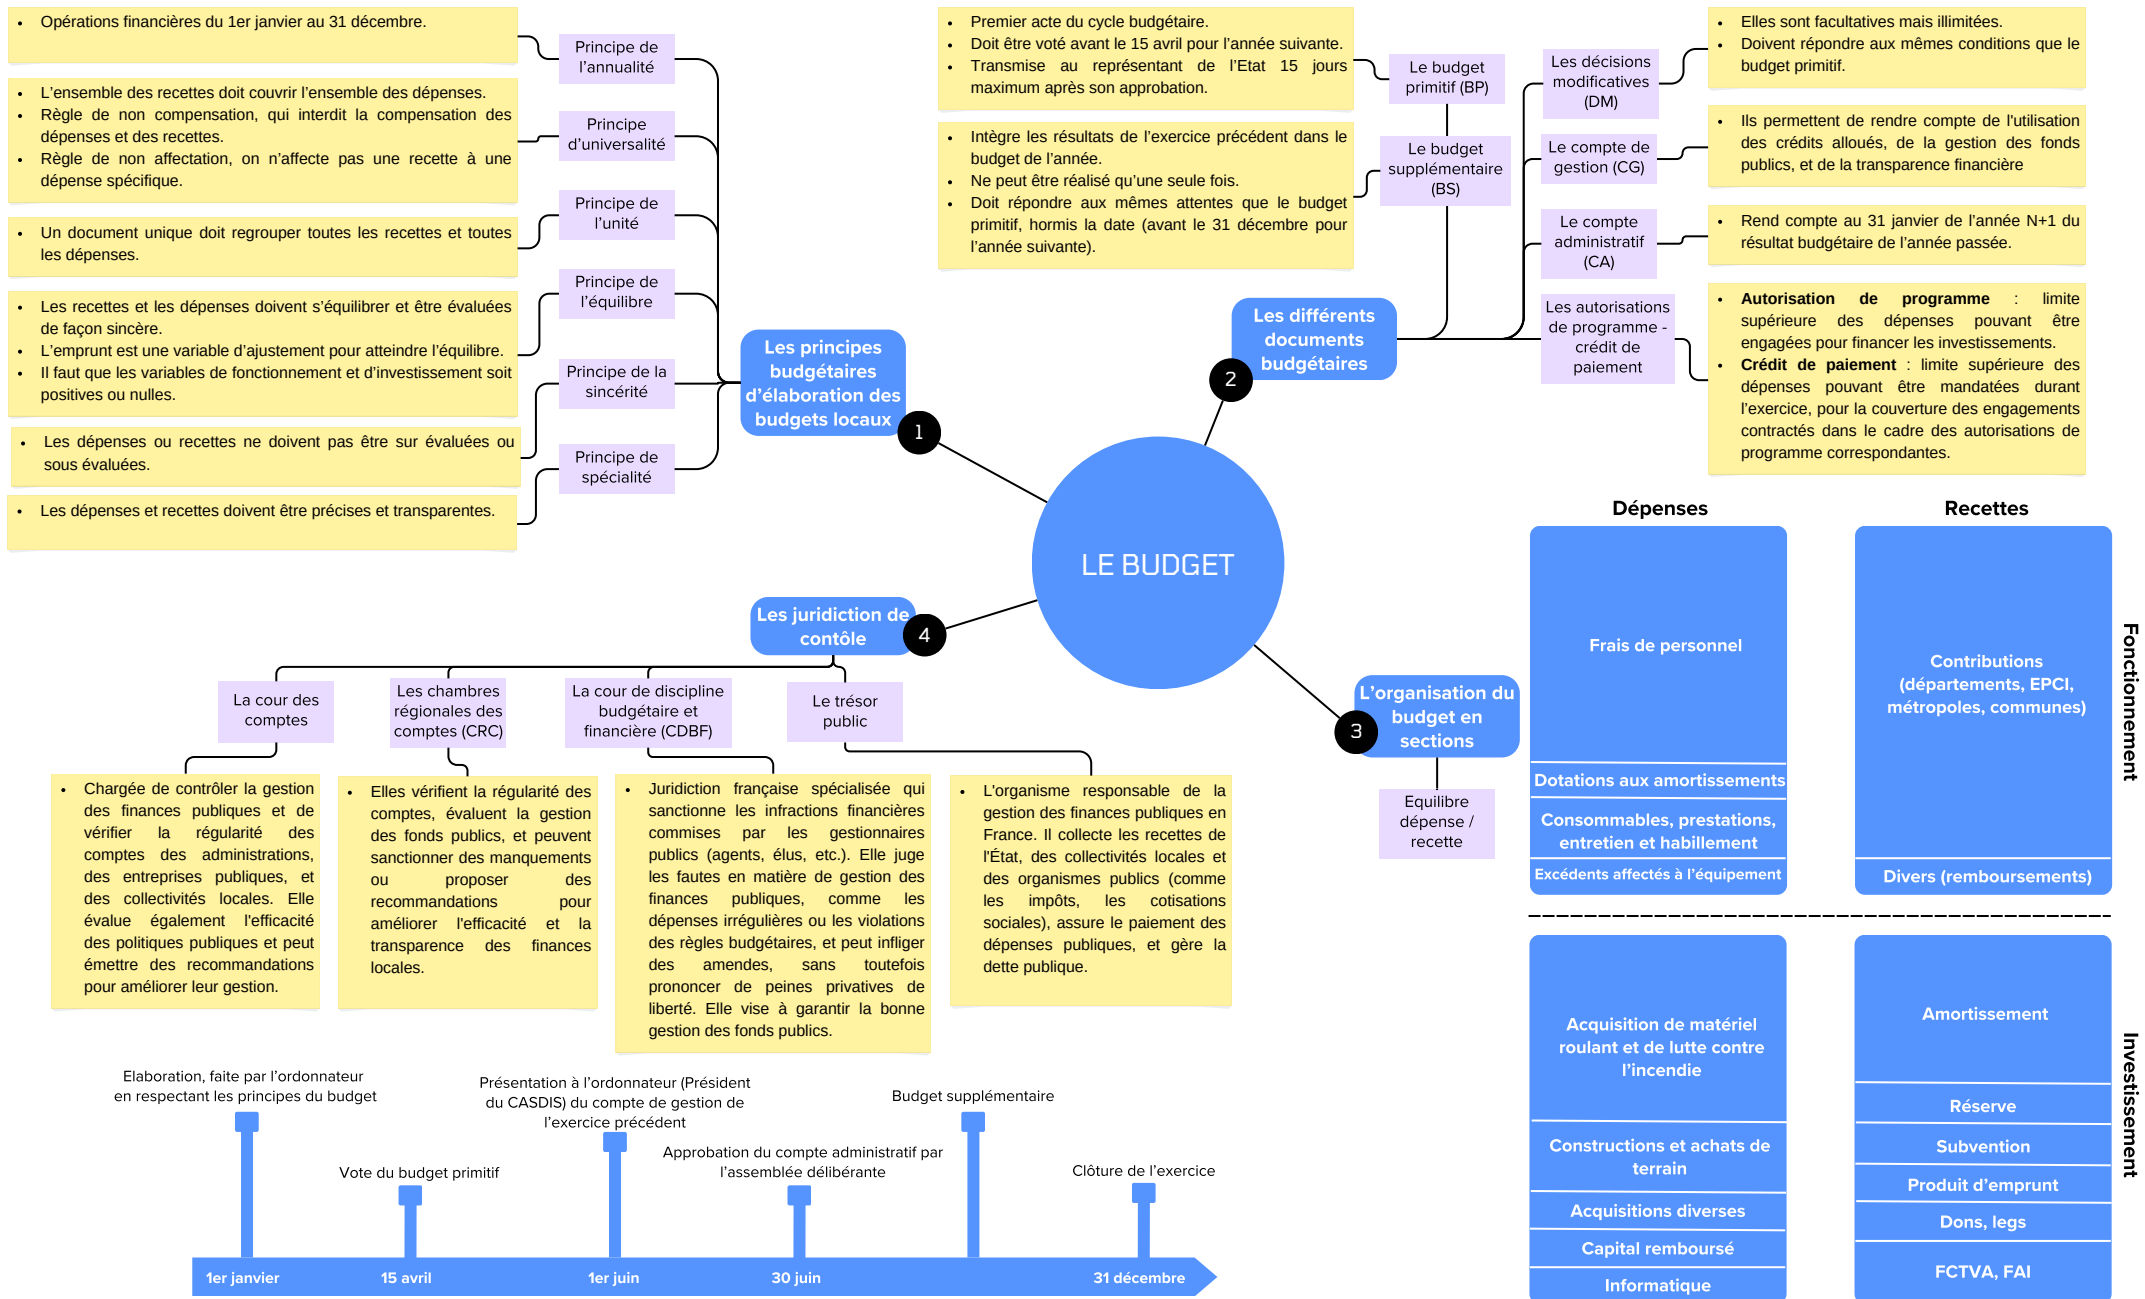 LE BUDGET
1
Les principes
budgétaires
d'élaboration des
budgets locaux
Principe de
l'annualité
• Opérations financières du 1er janvier au 31 décembre.
Principe
d'universalité
• L'ensemble des recettes doit couvrir l'ensemble des dépenses.
• Règle de non compensation, qui interdit la compensation des
dépenses et des recettes.
• Règle de non affectation, on n'affecte pas une recette à une
dépense spécifique.
Principe de
l'unité
• Un document unique doit regrouper toutes les recettes et toutes
les dépenses.
Principe de
l'équilibre
• Les recettes et les dépenses doivent s'équilibrer et être évaluées
de façon sincère.
• L'emprunt est une variable d'ajustement pour atteindre l'équilibre.
• Il faut que les variables de fonctionnement et d'investissement soit
positives ou nulles.
Principe de la
sincérité
• Les dépenses ou recettes ne doivent pas être sur évaluées ou
sous évaluées.
Principe de
spécialité
• Les dépenses et recettes doivent être précises et transparentes.
2
Les différents
documents
budgétaires
Le budget
primitif (BP)
• Premier acte du cycle budgétaire.
• Doit être voté avant le 15 avril pour l'année suivante.
• Transmise au représentant de l'Etat 15 jours
maximum après son approbation.
Le budget
supplémentaire
(BS)
• Intègre les résultats de l'exercice précédent dans le
budget de l'année.
• Ne peut être réalisé qu'une seule fois.
• Doit répondre aux mêmes attentes que le budget
primitif, hormis la date (avant le 31 décembre pour
l'année suivante).
Les décisions
modificatives
(DM)
• Elles sont facultatives mais illimitées.
• Doivent répondre aux mêmes conditions que le
budget primitif.
Le compte de
gestion (CG)
• Ils permettent de rendre compte de l'utilisation
des crédits alloués, de la gestion des fonds
publics, et de la transparence financière
Le compte
administratif
(CA)
• Rend compte au 31 janvier de l'année N+1 du
résultat budgétaire de l'année passée.
Les autorisations
de programme -
crédit de
paiement
• Autorisation de programme : limite
supérieure des dépenses pouvant être
engagées pour financer les investissements.
• Crédit de paiement : limite supérieure des
dépenses pouvant être mandatées durant
l'exercice, pour la couverture des engagements
contractés dans le cadre des autorisations de
programme correspondantes.
3
L'organisation du
budget en
sections
Equilibre
dépense /
recette
Dépenses
Recettes
Fonctionnement
Frais de personnel
Dotations aux amortissements
Consommables, prestations,
entretien et habillement
Excédents affectés à l'équipement
Contributions
(départements, EPCI,
métropoles, communes)
Divers (remboursements)
Investissement
Acquisition de matériel
roulant et de lutte contre
l'incendie
Constructions et achats de
terrain
Acquisitions diverses
Capital remboursé
Informatique
Amortissement
Réserve
Subvention
Produit d'emprunt
Dons, legs
FCTVA, FAI
4
Les juridiction de
contôle
La cour des
comptes
• Chargée de contrôler la gestion
des finances publiques et de
vérifier la régularité des
comptes des administrations,
des entreprises publiques, et
des collectivités locales. Elle
évalue également l'efficacité
des politiques publiques et peut
émettre des recommandations
pour améliorer leur gestion.
Les chambres
régionales des
comptes (CRC)
• Elles vérifient la régularité des
comptes, évaluent la gestion
des fonds publics, et peuvent
sanctionner des manquements
ou proposer des
recommandations pour
améliorer l'efficacité et la
transparence des finances
locales.
La cour de discipline
budgétaire et
financière (CDBF)
• Juridiction française spécialisée qui
sanctionne les infractions financières
commises par les gestionnaires
publics (agents, élus, etc.). Elle juge
les fautes en matière de gestion des
finances publiques, comme les
dépenses irrégulières ou les violations
des règles budgétaires, et peut infliger
des amendes, sans toutefois
prononcer de peines privatives de
liberté. Elle vise à garantir la bonne
gestion des fonds publics.
Le trésor
public
• L'organisme responsable de la
gestion des finances publiques en
France. Il collecte les recettes de
l'État, des collectivités locales et
des organismes publics (comme
les impôts, les cotisations
sociales), assure le paiement des
dépenses publiques, et gère la
dette publique.
Elaboration, faite par l'ordonnateur
en respectant les principes du budget
Vote du budget primitif
Présentation à l'ordonnateur (Président
du CASDIS) du compte de gestion de
l'exercice précédent
Approbation du compte administratif par
l'assemblée délibérante
Budget supplémentaire
Clôture de l'exercice
1er janvier
15 avril
1er juin
30 juin
31 décembre